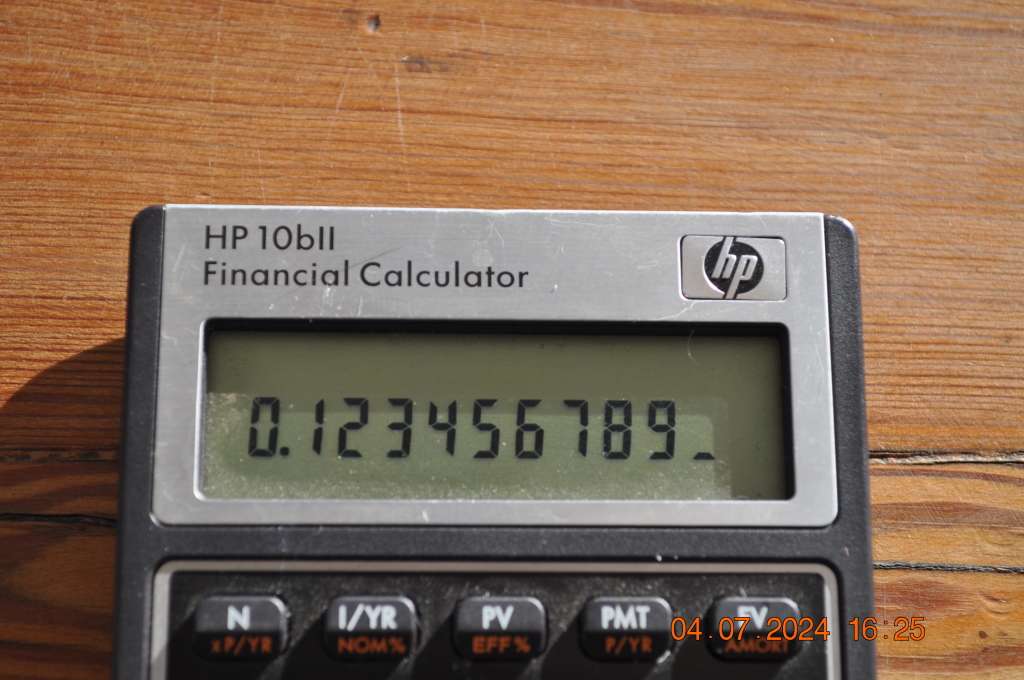 HP 10bII
Financial Calculator
hp
0.123456789_
N I/YR PV PMT FV
xP/YR NOM% EFF% P/YR AMORT
04.07.2024 16:25